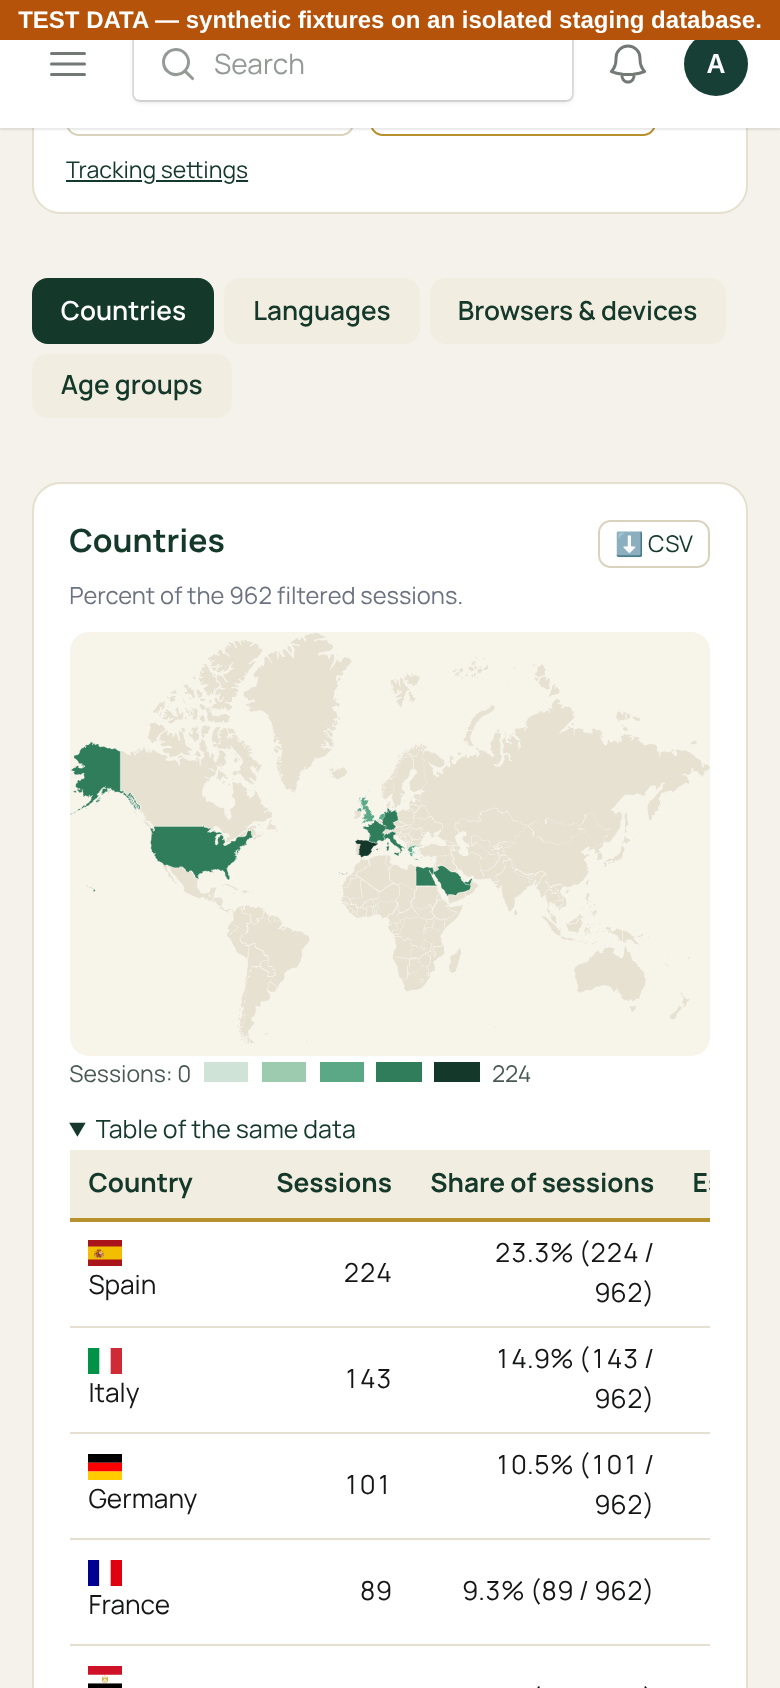 TEST DATA — synthetic fixtures on an isolated staging database.
Search
A
Tracking settings
Countries
Languages
Browsers & devices
Age groups
Countries
CSV
Percent of the 962 filtered sessions.
Sessions: 0
224
Table of the same data
Country Sessions Share of sessions
Spain 224 23.3% (224 /
962)
Italy 143 14.9% (143 /
962)
Germany 101 10.5% (101 /
962)
France 89 9.3% (89 / 962)